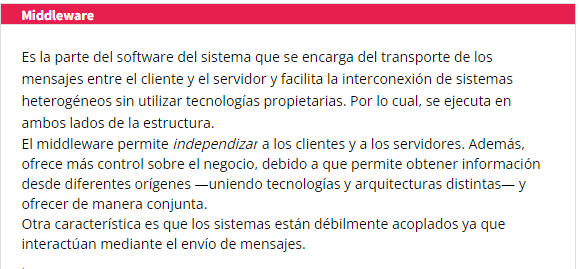 Middleware
Es la parte del software del sistema que se encarga del transporte de los
mensajes entre el cliente y el servidor y facilita la interconexión de sistemas
heterogéneos sin utilizar tecnologías propietarias. Por lo cual, se ejecuta en
ambos lados de la estructura.
El middleware permite independizar a los clientes y a los servidores. Además,
ofrece más control sobre el negocio, debido a que permite obtener información
desde diferentes orígenes —uniendo tecnologías y arquitecturas distintas— y
ofrecer de manera conjunta.
Otra característica es que los sistemas están débilmente acoplados ya que
interactúan mediante el envío de mensajes.
.